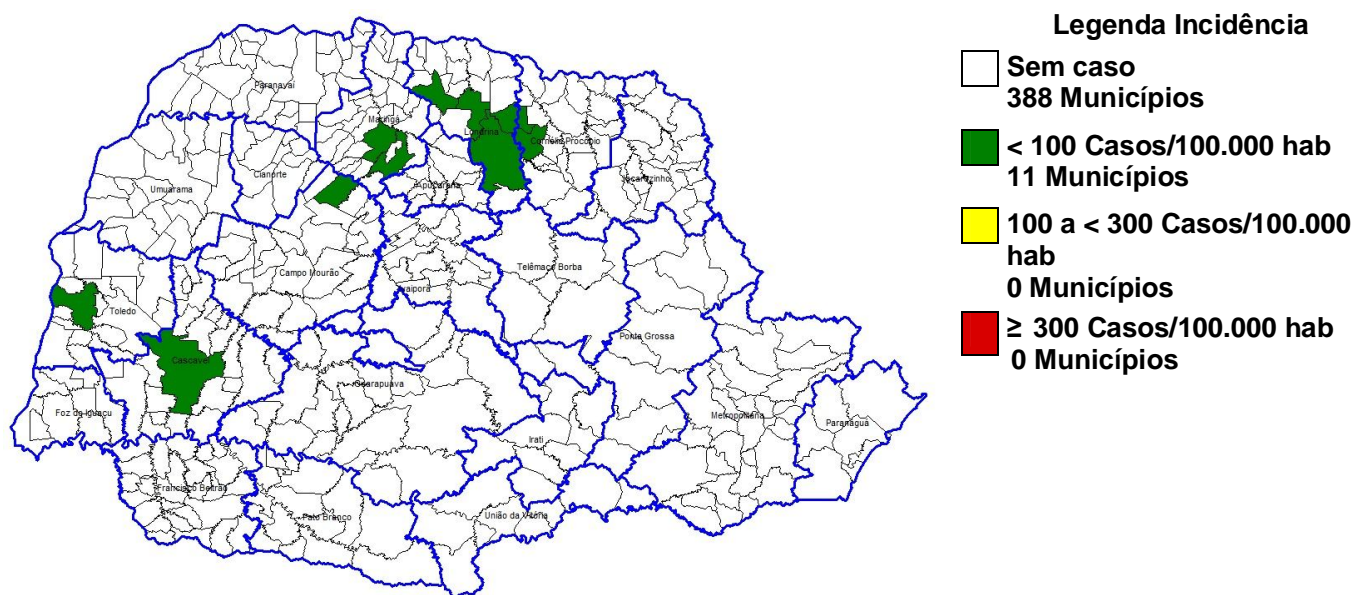 Legenda Incidência
Sem caso
388 Municípios
< 100 Casos/100.000 hab
11 Municípios
100 a < 300 Casos/100.000
hab
0 Municípios
≥ 300 Casos/100.000 hab
0 Municípios
Paranavaí
Maringá
Londrina
Cornélio Procópio
Jacarezinho
Cianorte
Umuarama
Apucarana
Campo Mourão
Telêmaco Borba
Ivaiporã
Toledo
Ponta Grossa
Cascavel
Guarapuava
Foz do Iguaçu
Metropolitana
Paranaguá
Irati
Francisco Beltrão
Pato Branco
União da Vitória